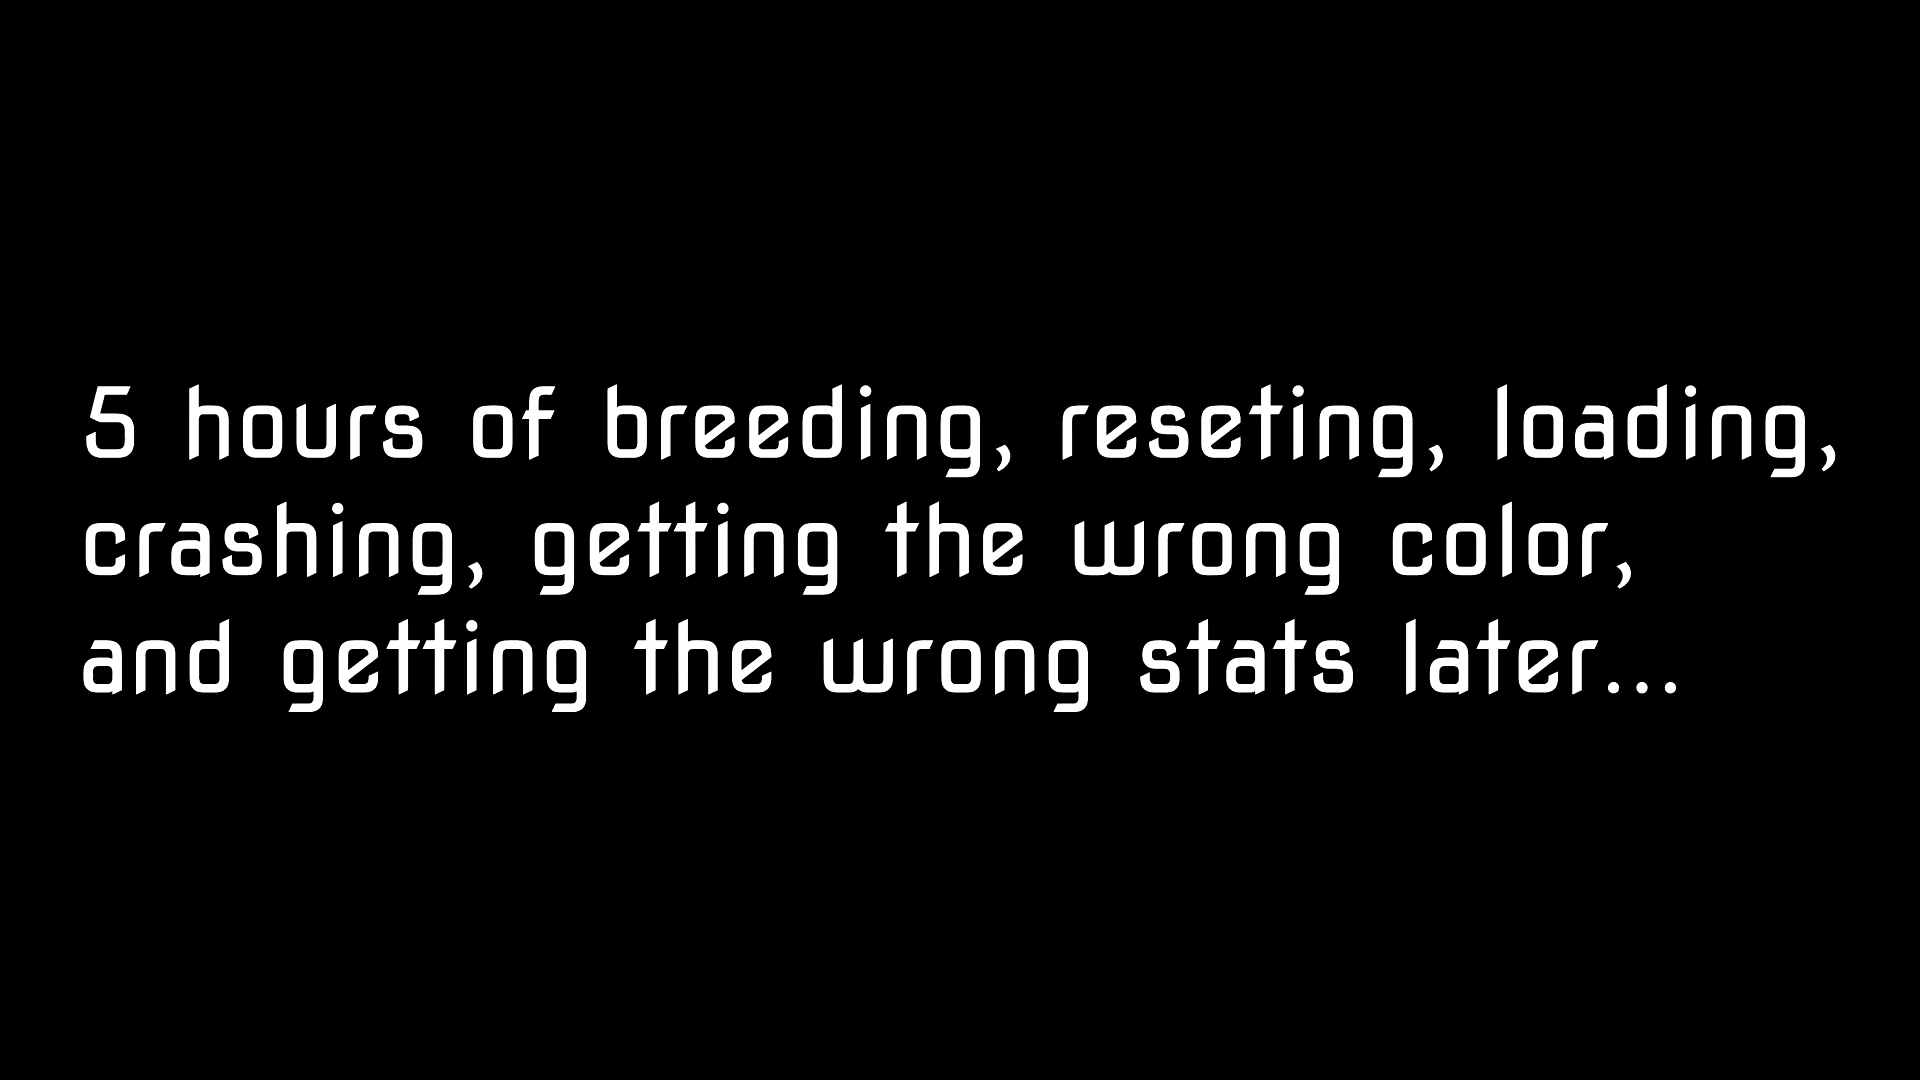 5 hours of breeding, reseting, loading,
crashing, getting the wrong color,
and getting the wrong stats later...